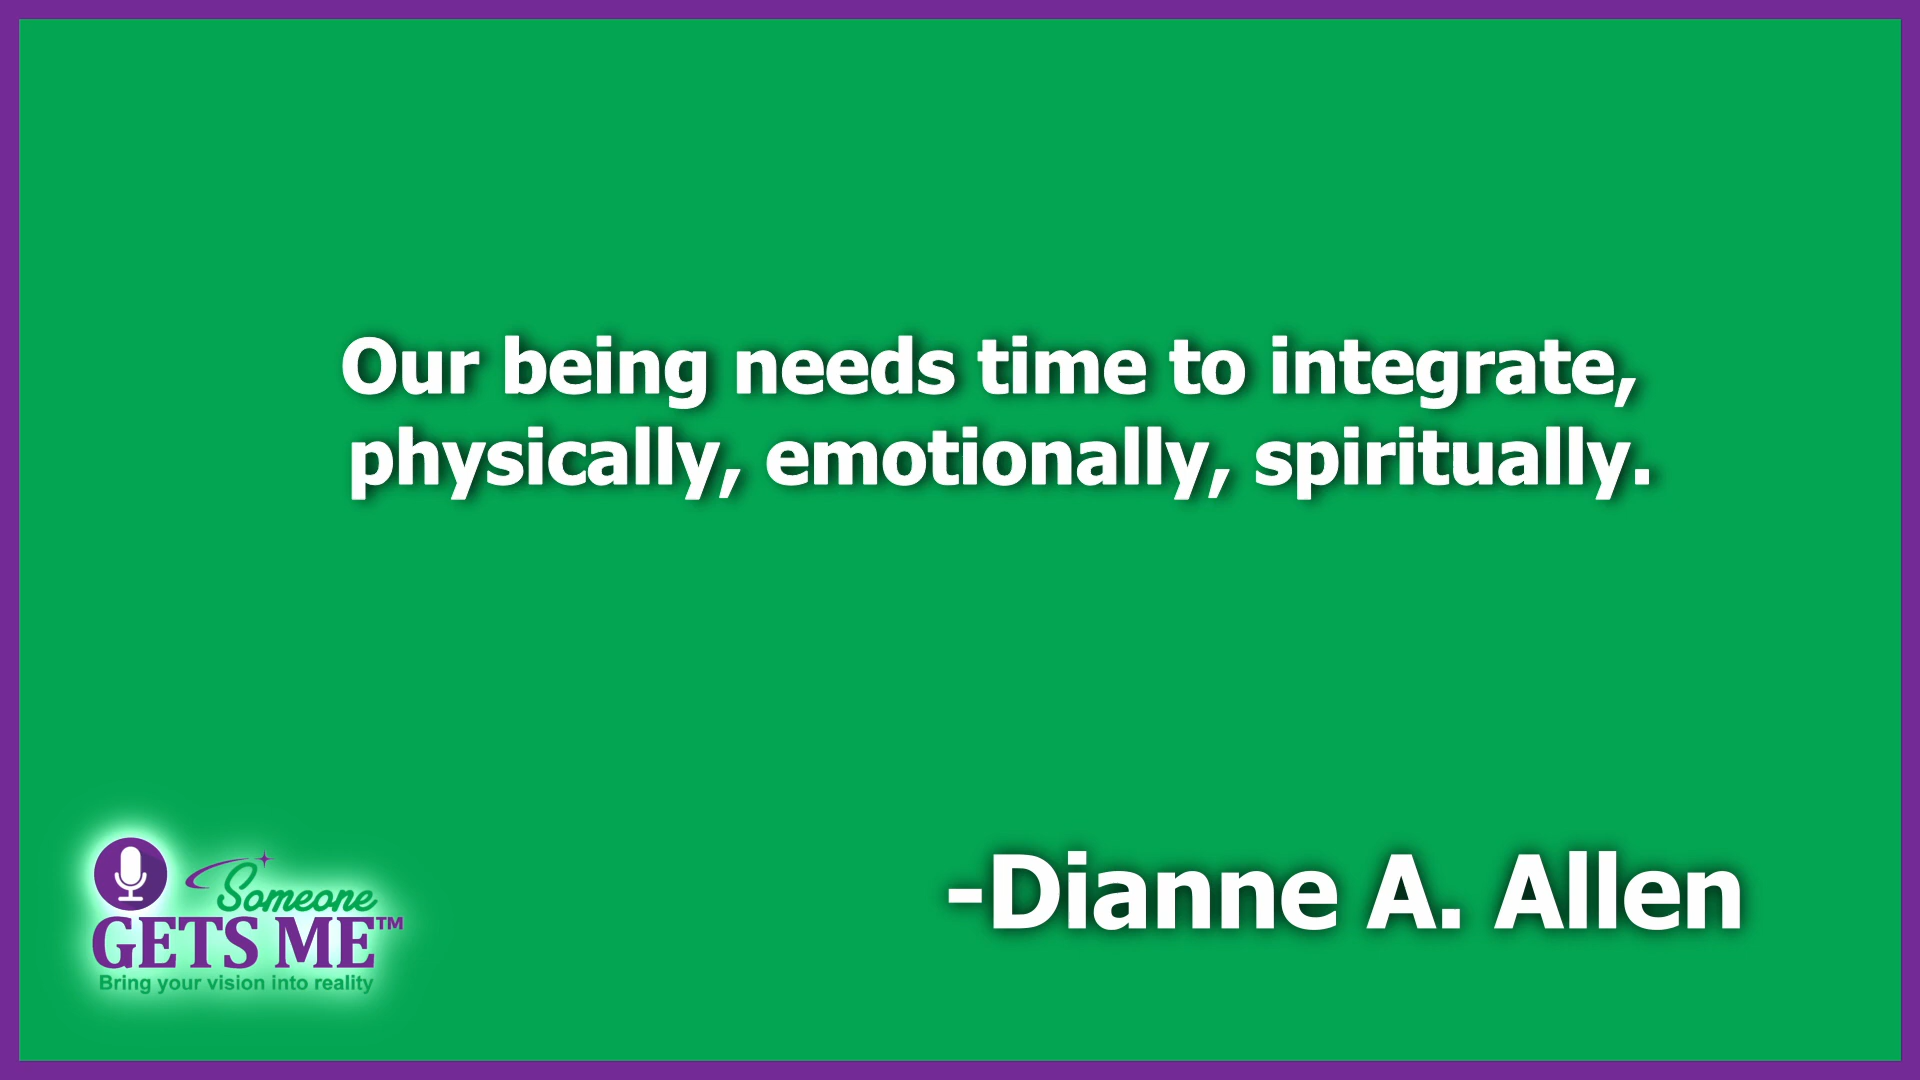 Our being needs time to integrate,
physically, emotionally, spiritually.
-Dianne A. Allen
Someone
GETS ME™
Bring your vision into reality